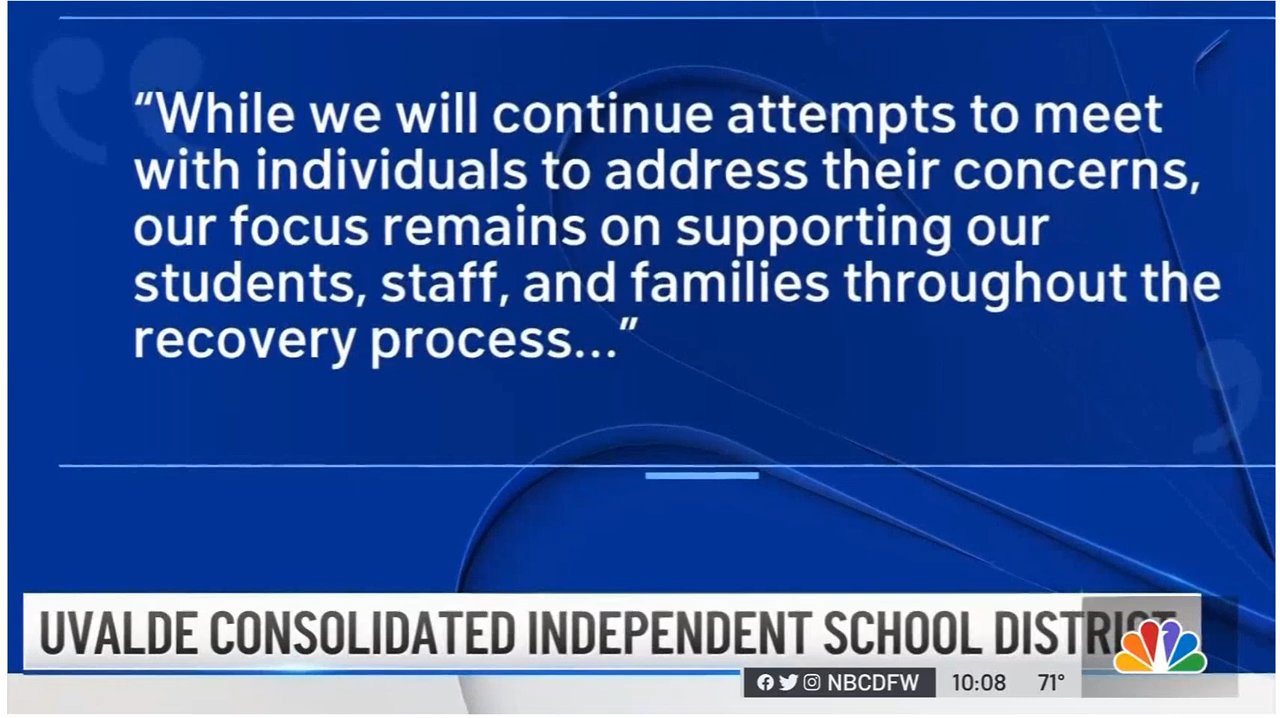 “While we will continue attempts to meet
with individuals to address their concerns,
our focus remains on supporting our
students, staff, and families throughout the
recovery process...”
UVALDE CONSOLIDATED INDEPENDENT SCHOOL DISTRICT
NBCDFW 10:08 71°